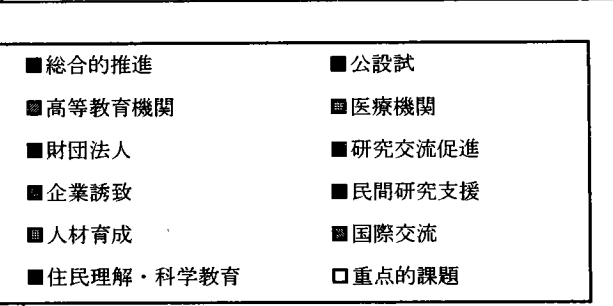 ■総合的推進 ■公設試
■高等教育機関 ■医療機関
■財団法人 ■研究交流促進
■企業誘致 ■民間研究支援
■人材育成 ■国際交流
■住民理解・科学教育 □重点的課題